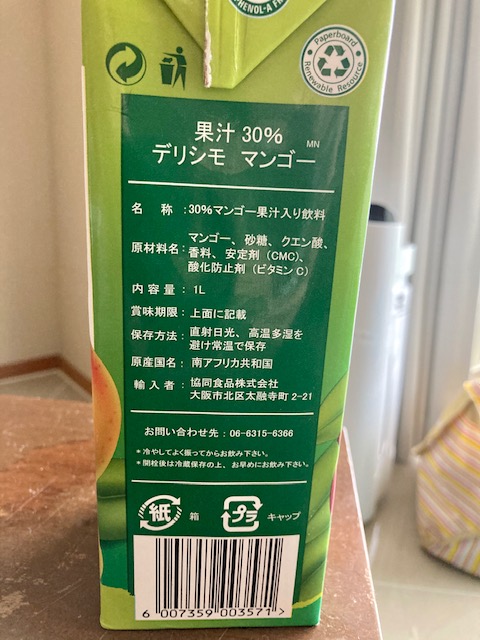 PHENOL-A FR
Paperboard
Renewable Resource
果汁 30%
デリシモ マンゴー MN
名 称 :30%マンゴー果汁入り飲料
原材料名: マンゴー、砂糖、クエン酸、
香料、安定剤 (CMC)、
酸化防止剤 (ビタミン C)
内 容 量 : 1L
賞味期限: 上面に記載
保存方法: 直射日光、高温多湿を
避け常温で保存
原産国名: 南アフリカ共和国
輸 入 者 : 協同食品株式会社
大阪市北区太融寺町 2-21
お問い合わせ先 : 06-6315-6366
*冷やしてよく振ってからお飲み下さい。
*開栓後は冷蔵保存の上、お早めにお飲み下さい。
紙 箱 プラ キャップ
6 007359 003571 >